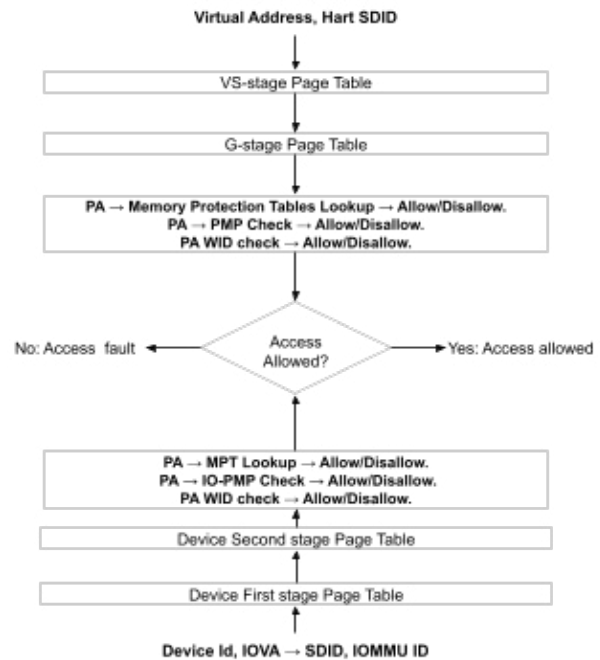 Virtual Address, Hart SDID
VS-stage Page Table
G-stage Page Table
PA → Memory Protection Tables Lookup → Allow/Disallow.
PA → PMP Check → Allow/Disallow.
PA WID check → Allow/Disallow.
Access
Allowed?
No: Access fault
Yes: Access allowed
PA → MPT Lookup → Allow/Disallow.
PA → IO-PMP Check → Allow/Disallow.
PA WID check → Allow/Disallow.
Device Second stage Page Table
Device First stage Page Table
Device Id, IOVA → SDID, IOMMU ID